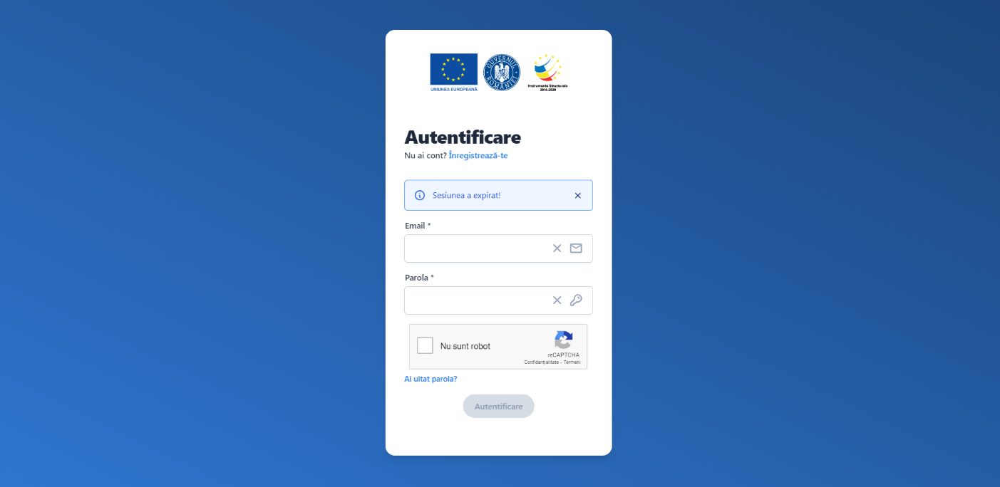 UNIUNEA EUROPEANĂ
GUVERNUL ROMÂNIEI
Instrumente Structurale
2014-2020
Autentificare
Nu ai cont? Înregistrează-te
Sesiunea a expirat!
Email *
Parola *
Nu sunt robot
reCAPTCHA
Confidențialitate - Termeni
Ai uitat parola?
Autentificare